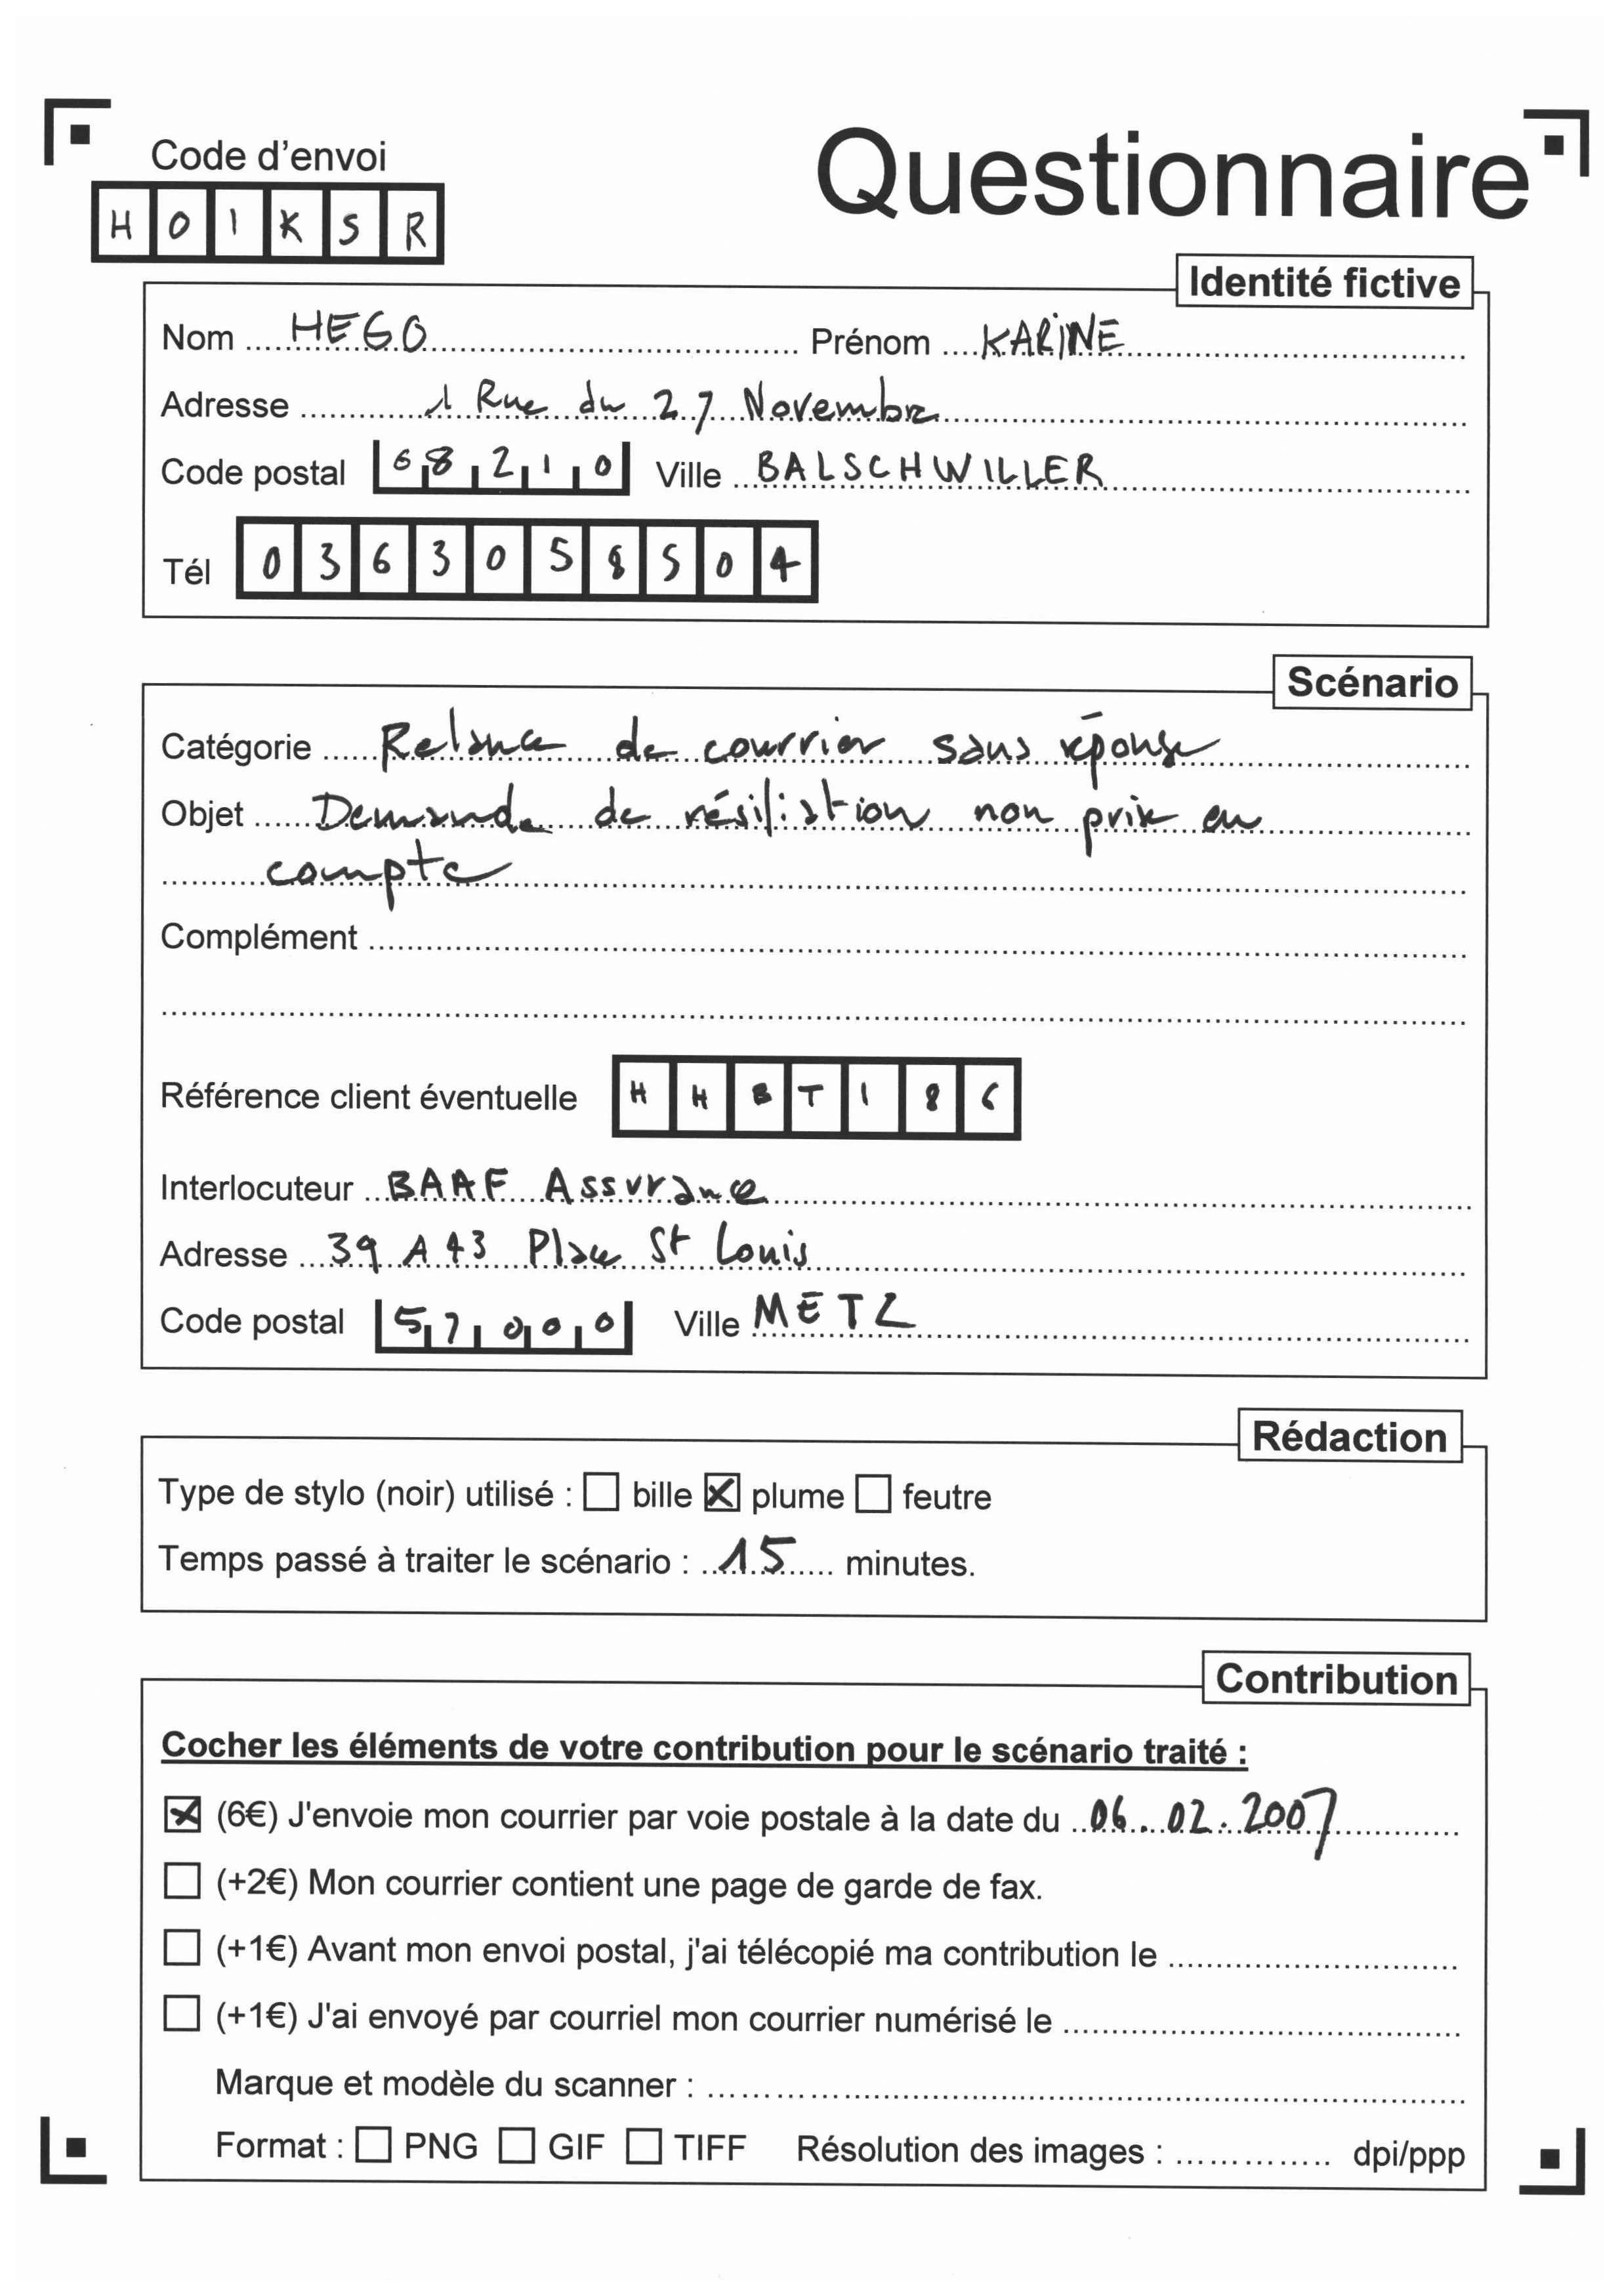 Code d'envoi
Questionnaire
H O I K S R
Identité fictive
Nom HEGO Prénom KARINE
Adresse 1 Rue du 27 Novembre
Code postal 68210 Ville BALSCHWILLER
Tél 0363058504
Scénario
Catégorie Relance de courrier sans réponse
Objet Demande de résiliation non prise en
compte
Complément
Référence client éventuelle HHBT186
Interlocuteur BAAF Assurance
Adresse 39 A 43 Place St Louis
Code postal 57000 Ville METZ
Rédaction
Type de stylo (noir) utilisé : ☐ bille ☒ plume ☐ feutre
Temps passé à traiter le scénario : 15 minutes.
Contribution
Cocher les éléments de votre contribution pour le scénario traité :
☒ (6€) J'envoie mon courrier par voie postale à la date du 06.02.2007
☐ (+2€) Mon courrier contient une page de garde de fax.
☐ (+1€) Avant mon envoi postal, j'ai télécopié ma contribution le
☐ (+1€) J'ai envoyé par courriel mon courrier numérisé le
Marque et modèle du scanner :
Format : ☐ PNG ☐ GIF ☐ TIFF Résolution des images : dpi/ppp